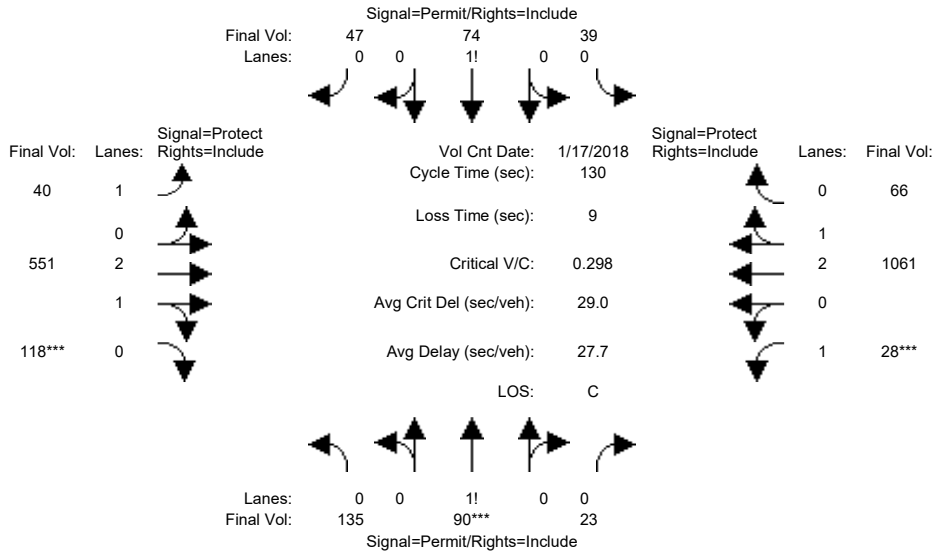 Signal=Permit/Rights=Include
Final Vol: 47 74 39
Lanes: 0 0 1! 0 0
Signal=Protect Signal=Protect
Final Vol: Lanes: Rights=Include Vol Cnt Date: 1/17/2018 Rights=Include Lanes: Final Vol:
Cycle Time (sec): 130
40 1 0 66
Loss Time (sec): 9
0 1
551 2 Critical V/C: 0.298 2 1061
1 Avg Crit Del (sec/veh): 29.0 0
118*** 0 Avg Delay (sec/veh): 27.7 1 28***
LOS: C
Lanes: 0 0 1! 0 0
Final Vol: 135 90*** 23
Signal=Permit/Rights=Include